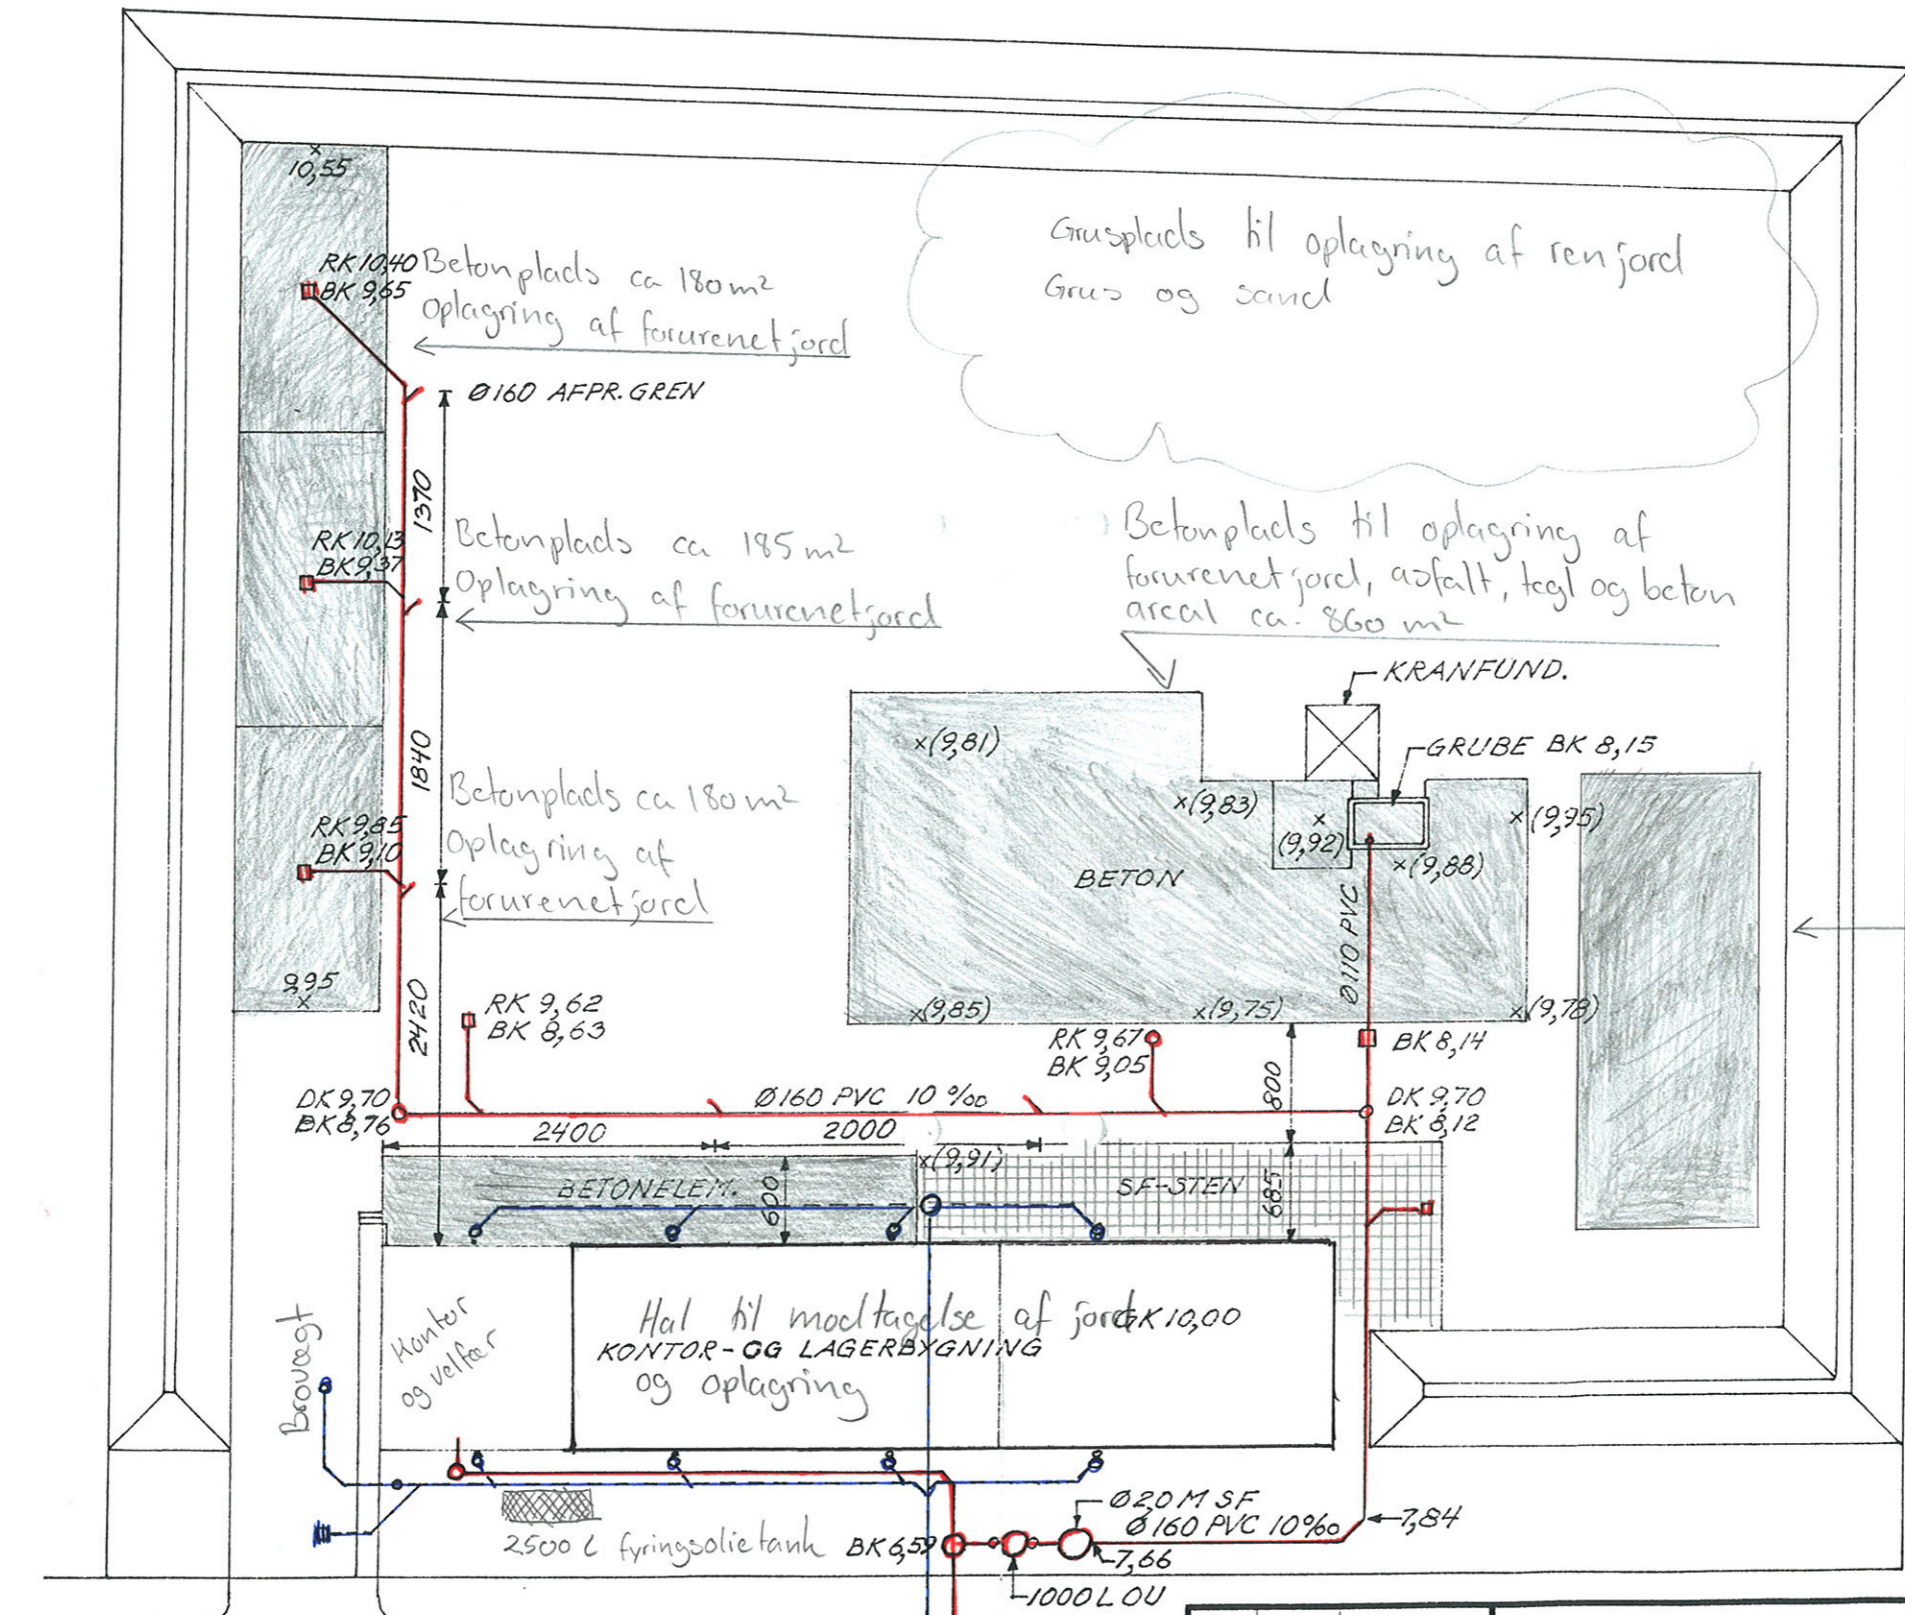 10,55
RK 10,40
BK 9,65
Betonplads ca 180 m²
Oplagring af forurenet jord
Grusplads til oplagring af ren jord
Grus og sand
Ø160 AFPR. GREN
1370
RK 10,13
BK 9,37
Betonplads ca 185 m²
Oplagring af forurenet jord
Betonplads til oplagring af
forurenet jord, asfalt, tegl og beton
areal ca. 860 m²
KRANFUND.
GRUBE BK 8,15
×(9,81)
×(9,83)
×
(9,92)
×(9,95)
×(9,88)
1840
Betonplads ca 180 m²
Oplagring af
forurenet jord
RK 9,85
BK 9,10
BETON
Ø110 PVC
9,95
×
2420
RK 9,62
BK 8,63
×(9,85)
×(9,75)
×(9,78)
RK 9,67
BK 9,05
800
BK 8,14
DK 9,70
BK 8,76
Ø160 PVC 10 ‰
DK 9,70
BK 8,12
2400
2000
×(9,91)
BETONELEM.
600
SF-STEN
685
Brovægt
Kontor
og velfær
Hal til modtagelse af jord
GK 10,00
KONTOR- OG LAGERBYGNING
og oplagring
2500 l fyringsolietank
BK 6,59
Ø2,0 M SF
Ø160 PVC 10‰
7,84
7,66
1000 L OU